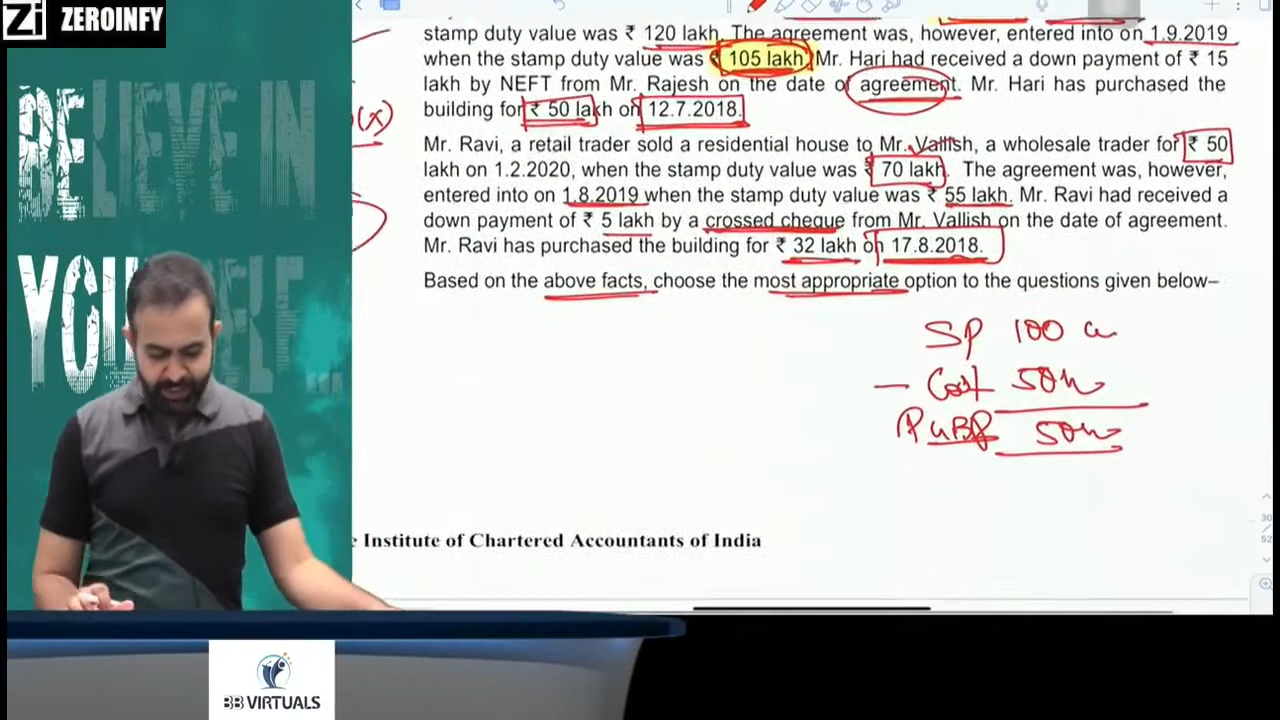 Zi ZEROINFY
BELIEVE IN
YOURSELF...
stamp duty value was ₹ 120 lakh. The agreement was, however, entered into on 1.9.2019
when the stamp duty value was ₹ 105 lakh. Mr. Hari had received a down payment of ₹ 15
lakh by NEFT from Mr. Rajesh on the date of agreement. Mr. Hari has purchased the
building for ₹ 50 lakh on 12.7.2018.
(x)
Mr. Ravi, a retail trader sold a residential house to Mr. Vallish, a wholesale trader for ₹ 50
lakh on 1.2.2020, when the stamp duty value was ₹ 70 lakh. The agreement was, however,
entered into on 1.8.2019 when the stamp duty value was ₹ 55 lakh. Mr. Ravi had received a
down payment of ₹ 5 lakh by a crossed cheque from Mr. Vallish on the date of agreement.
Mr. Ravi has purchased the building for ₹ 32 lakh on 17.8.2018.
Based on the above facts, choose the most appropriate option to the questions given below–
SP 100
— Cost 50
PGBP 50
Institute of Chartered Accountants of India
30
52
BB VIRTUALS